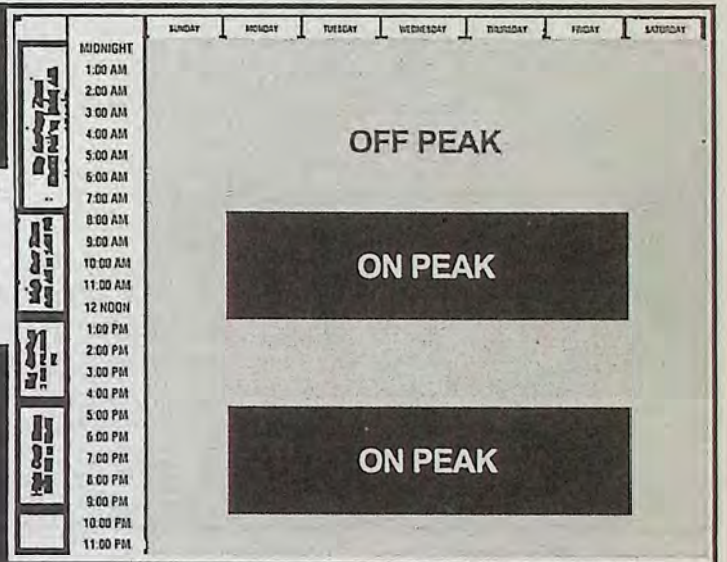 SUNDAY MONDAY TUESDAY WEDNESDAY THURSDAY FRIDAY SATURDAY
MIDNIGHT
1:00 AM
2:00 AM
3:00 AM
4:00 AM
5:00 AM
6:00 AM
7:00 AM
8:00 AM
9:00 AM
10:00 AM
11:00 AM
12 NOON
1:00 PM
2:00 PM
3:00 PM
4:00 PM
5:00 PM
6:00 PM
7:00 PM
8:00 PM
9:00 PM
10:00 PM
11:00 PM
OFF PEAK
ON PEAK
ON PEAK